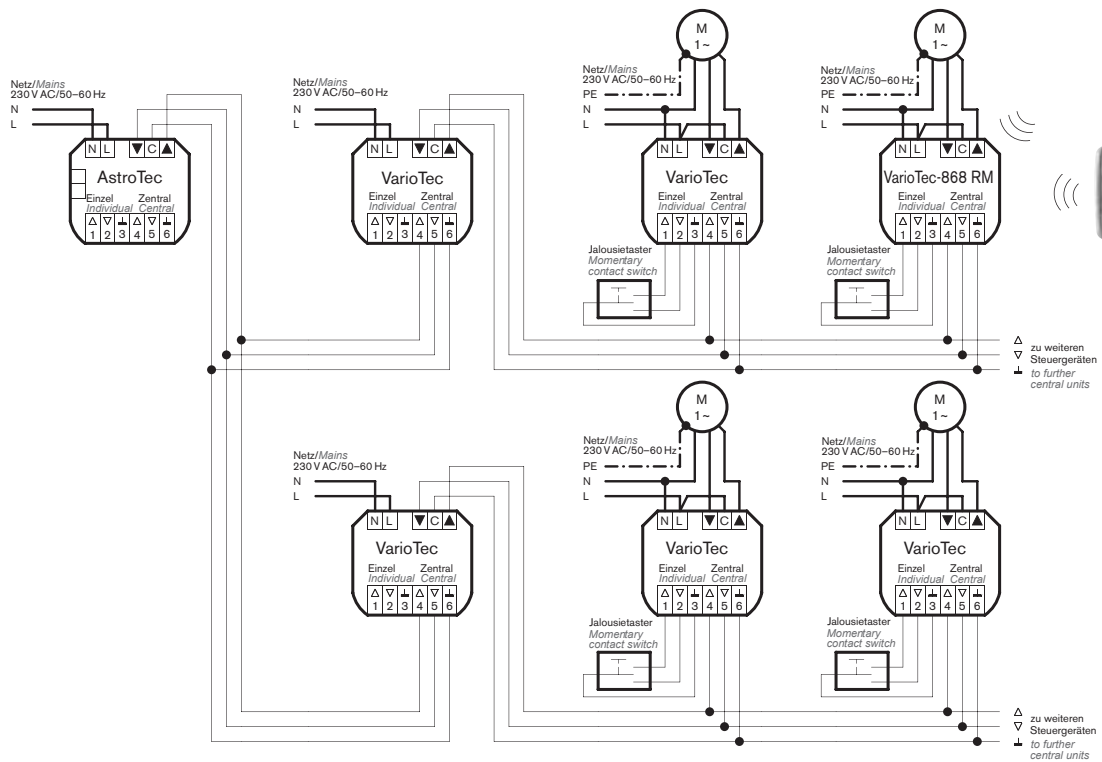 Netz/Mains
230 V AC/50–60 Hz
N
L
N L ▼ C ▲
AstroTec
Einzel Zentral
Individual Central
△ ▽ ⏚ △ ▽ ⏚
1 2 3 4 5 6
Netz/Mains
230 V AC/50–60 Hz
N
L
N L ▼ C ▲
VarioTec
Einzel Zentral
Individual Central
△ ▽ ⏚ △ ▽ ⏚
1 2 3 4 5 6
M
1~
Netz/Mains
230 V AC/50–60 Hz
PE
N
L
N L ▼ C ▲
VarioTec
Einzel Zentral
Individual Central
△ ▽ ⏚ △ ▽ ⏚
1 2 3 4 5 6
Jalousietaster
Momentary
contact switch
M
1~
Netz/Mains
230 V AC/50–60 Hz
PE
N
L
N L ▼ C ▲
VarioTec-868 RM
Einzel Zentral
Individual Central
△ ▽ ⏚ △ ▽ ⏚
1 2 3 4 5 6
Jalousietaster
Momentary
contact switch
△
▽
⏚
zu weiteren
Steuergeräten
to further
central units
Netz/Mains
230 V AC/50–60 Hz
N
L
N L ▼ C ▲
VarioTec
Einzel Zentral
Individual Central
△ ▽ ⏚ △ ▽ ⏚
1 2 3 4 5 6
M
1~
Netz/Mains
230 V AC/50–60 Hz
PE
N
L
N L ▼ C ▲
VarioTec
Einzel Zentral
Individual Central
△ ▽ ⏚ △ ▽ ⏚
1 2 3 4 5 6
Jalousietaster
Momentary
contact switch
M
1~
Netz/Mains
230 V AC/50–60 Hz
PE
N
L
N L ▼ C ▲
VarioTec
Einzel Zentral
Individual Central
△ ▽ ⏚ △ ▽ ⏚
1 2 3 4 5 6
Jalousietaster
Momentary
contact switch
△
▽
⏚
zu weiteren
Steuergeräten
to further
central units